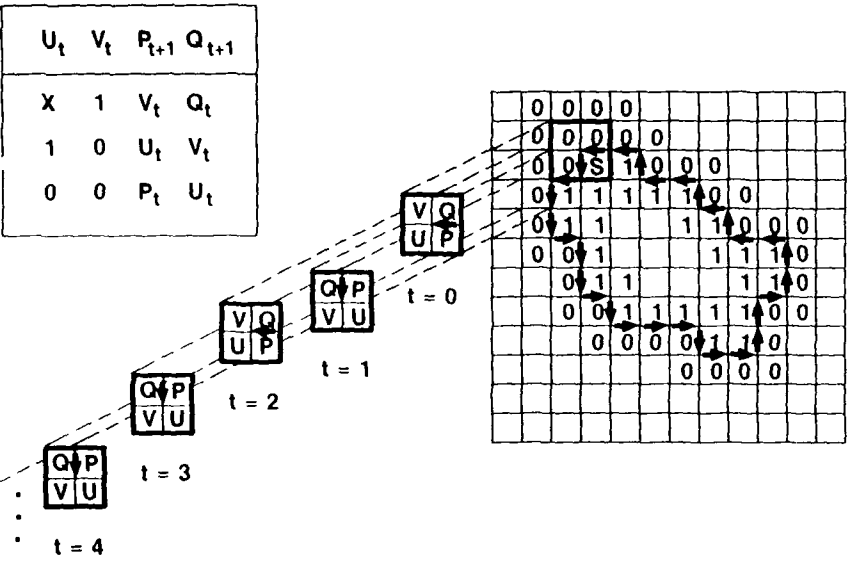 U_t V_t P_{t+1} Q_{t+1}
X 1 V_t Q_t
1 0 U_t V_t
0 0 P_t U_t
0 0 0 0
0 0 0 0 0
0 0 S 1 0 0 0
0 1 1 1 1 1 0 0
0 1 1 1 1 0 0 0
0 0 1 1 1 1 0
0 1 1 1 1 0
0 0 1 1 1 1 1 0 0
0 0 0 0 1 1 0
0 0 0 0
V Q
U P
t = 0
Q P
V U
t = 1
V Q
U P
t = 2
Q P
V U
t = 3
Q P
V U
t = 4